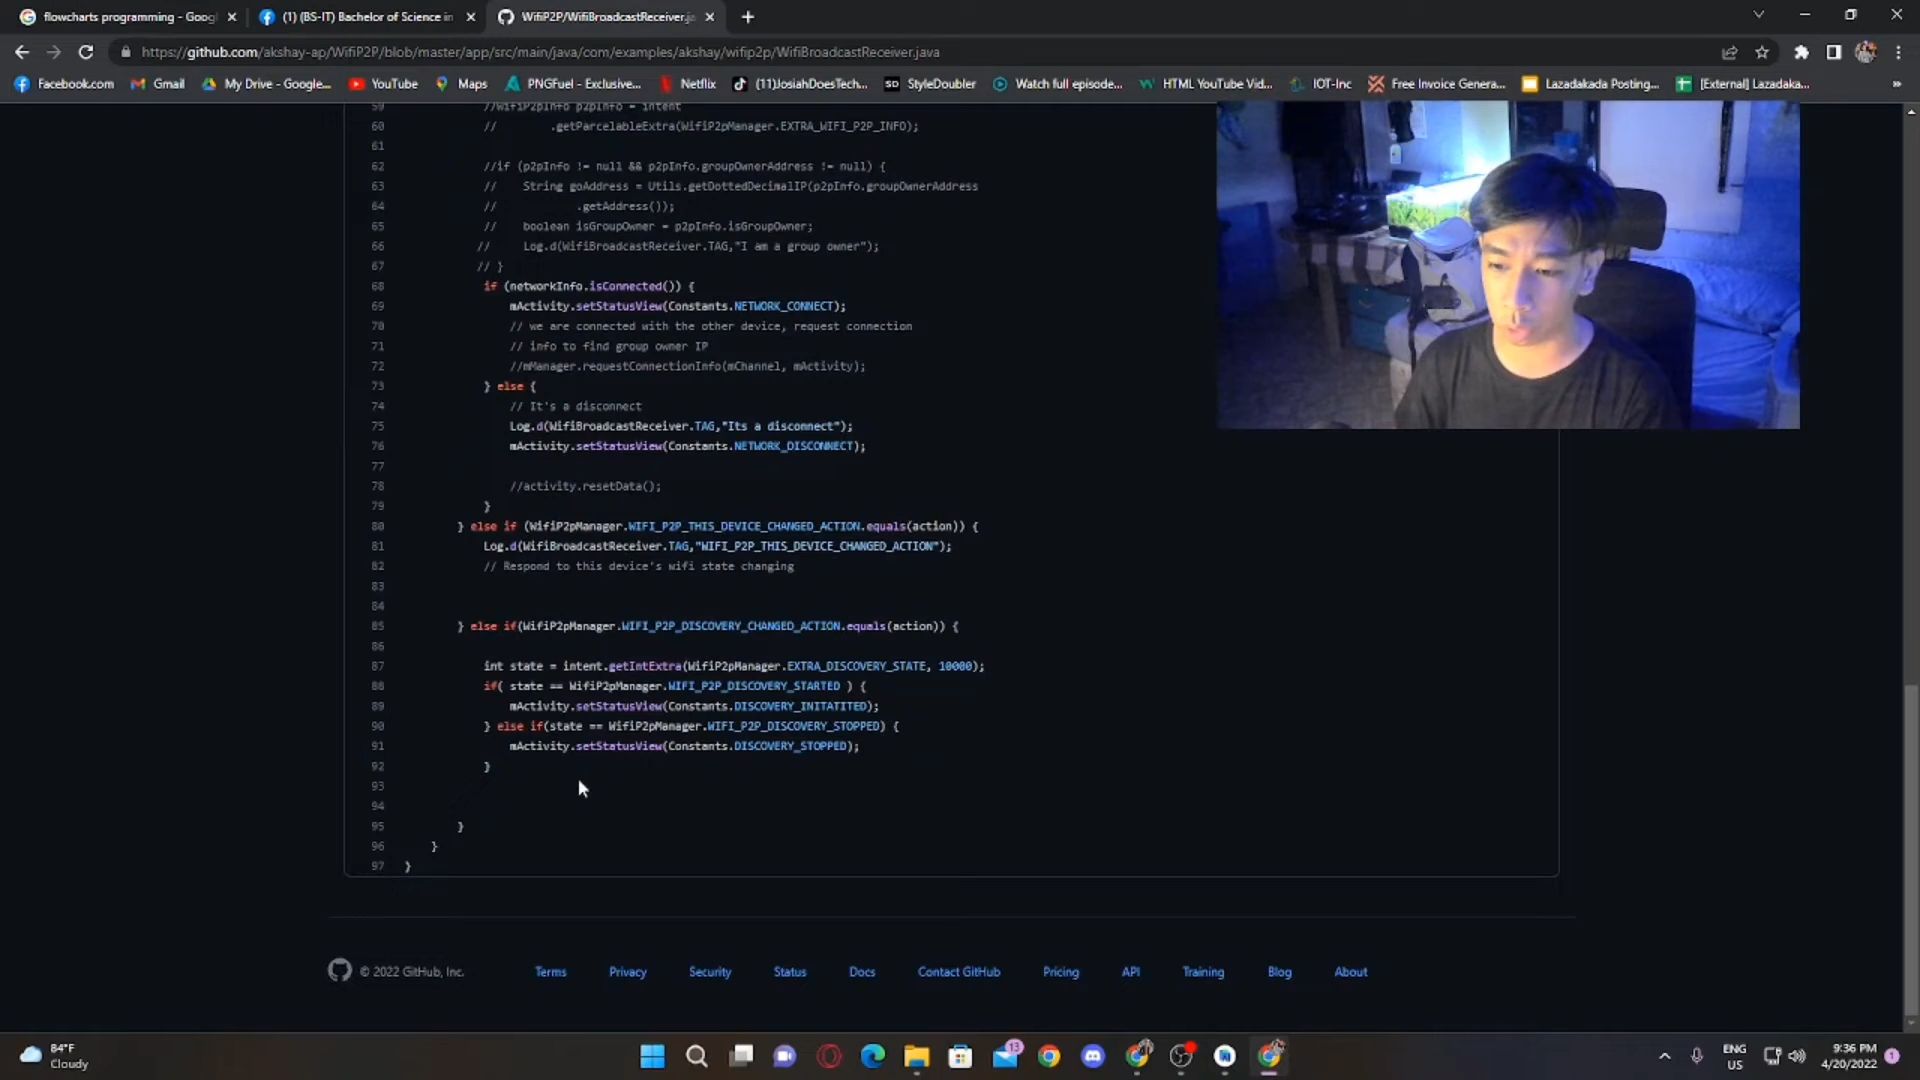 flowcharts programming - Goog
(1) (BS-IT) Bachelor of Science in
WifiP2P/WifiBroadcastReceiver.ja
https://github.com/akshay-ap/WifiP2P/blob/master/app/src/main/java/com/examples/akshay/wifip2p/WifiBroadcastReceiver.java
Facebook.com
Gmail
My Drive - Google...
YouTube
Maps
PNGFuel - Exclusive...
Netflix
(11)JosiahDoesTech...
SD StyleDoubler
Watch full episode...
HTML YouTube Vid...
IOT-Inc
Free Invoice Genera...
Lazadakada Posting...
[External] Lazadaka...
»
59 //WifiP2pInfo p2pInfo = intent
60 // .getParcelableExtra(WifiP2pManager.EXTRA_WIFI_P2P_INFO);
61
62 //if (p2pInfo != null && p2pInfo.groupOwnerAddress != null) {
63 // String goAddress = Utils.getDottedDecimalIP(p2pInfo.groupOwnerAddress
64 // .getAddress());
65 // boolean isGroupOwner = p2pInfo.isGroupOwner;
66 // Log.d(WifiBroadcastReceiver.TAG,"I am a group owner");
67 // }
68 if (networkInfo.isConnected()) {
69 mActivity.setStatusView(Constants.NETWORK_CONNECT);
70 // we are connected with the other device, request connection
71 // info to find group owner IP
72 //mManager.requestConnectionInfo(mChannel, mActivity);
73 } else {
74 // It's a disconnect
75 Log.d(WifiBroadcastReceiver.TAG,"Its a disconnect");
76 mActivity.setStatusView(Constants.NETWORK_DISCONNECT);
77
78 //activity.resetData();
79 }
80 } else if (WifiP2pManager.WIFI_P2P_THIS_DEVICE_CHANGED_ACTION.equals(action)) {
81 Log.d(WifiBroadcastReceiver.TAG,"WIFI_P2P_THIS_DEVICE_CHANGED_ACTION");
82 // Respond to this device's wifi state changing
83
84
85 } else if(WifiP2pManager.WIFI_P2P_DISCOVERY_CHANGED_ACTION.equals(action)) {
86
87 int state = intent.getIntExtra(WifiP2pManager.EXTRA_DISCOVERY_STATE, 10000);
88 if( state == WifiP2pManager.WIFI_P2P_DISCOVERY_STARTED ) {
89 mActivity.setStatusView(Constants.DISCOVERY_INITATITED);
90 } else if(state == WifiP2pManager.WIFI_P2P_DISCOVERY_STOPPED) {
91 mActivity.setStatusView(Constants.DISCOVERY_STOPPED);
92 }
93
94
95 }
96 }
97 }
© 2022 GitHub, Inc.
Terms
Privacy
Security
Status
Docs
Contact GitHub
Pricing
API
Training
Blog
About
84°F
Cloudy
13
ENG
US
9:36 PM
4/20/2022
1